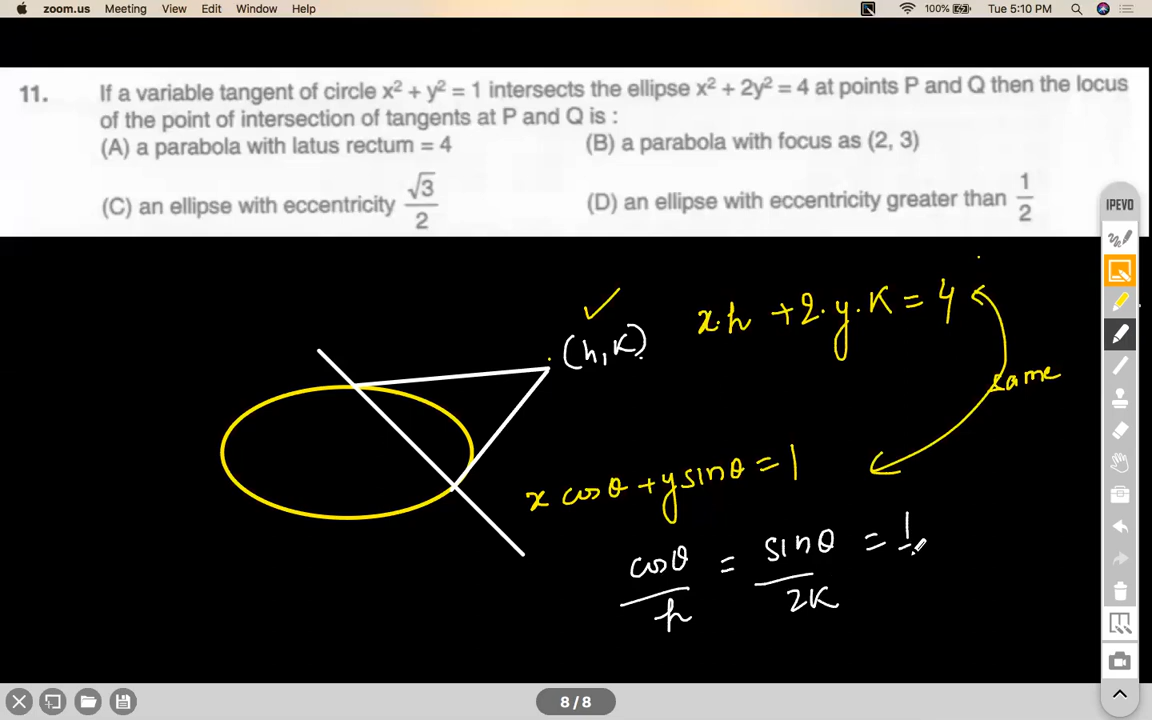 zoom.us Meeting View Edit Window Help 100% Tue 5:10 PM
11. If a variable tangent of circle x² + y² = 1 intersects the ellipse x² + 2y² = 4 at points P and Q then the locus
of the point of intersection of tangents at P and Q is :
(A) a parabola with latus rectum = 4 (B) a parabola with focus as (2, 3)
(C) an ellipse with eccentricity √3/2 (D) an ellipse with eccentricity greater than 1/2
IPEVO
x.h + 2.y.K = 4
(h,K)
same
x cosθ + y sinθ = 1
cosθ/h = sinθ/2K = 1
8 / 8